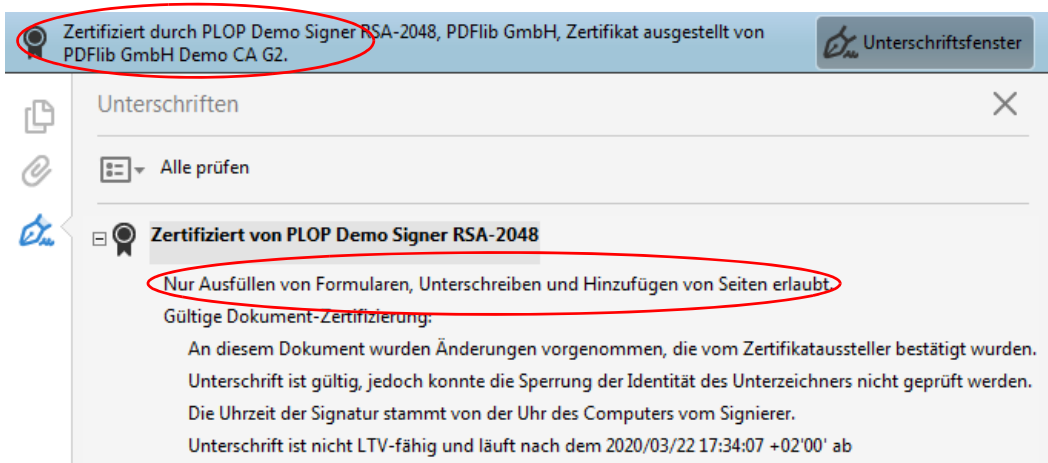 Zertifiziert durch PLOP Demo Signer RSA-2048, PDFlib GmbH, Zertifikat ausgestellt von
PDFlib GmbH Demo CA G2.
Unterschriftsfenster
Unterschriften
Alle prüfen
Zertifiziert von PLOP Demo Signer RSA-2048
Nur Ausfüllen von Formularen, Unterschreiben und Hinzufügen von Seiten erlaubt.
Gültige Dokument-Zertifizierung:
An diesem Dokument wurden Änderungen vorgenommen, die vom Zertifikataussteller bestätigt wurden.
Unterschrift ist gültig, jedoch konnte die Sperrung der Identität des Unterzeichners nicht geprüft werden.
Die Uhrzeit der Signatur stammt von der Uhr des Computers vom Signierer.
Unterschrift ist nicht LTV-fähig und läuft nach dem 2020/03/22 17:34:07 +02'00' ab